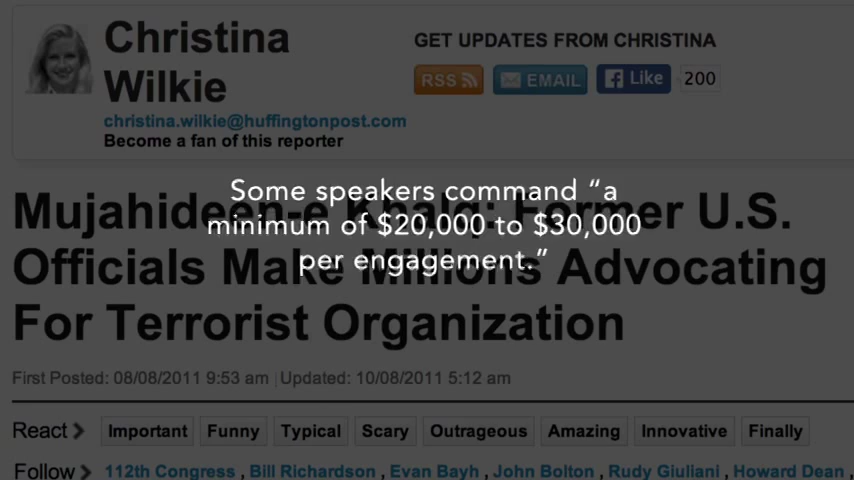 Christina
Wilkie
christina.wilkie@huffingtonpost.com
Become a fan of this reporter
GET UPDATES FROM CHRISTINA
RSS EMAIL Like 200
Mujahideen-e Khalq: Former U.S.
Officials Make Millions Advocating
For Terrorist Organization
Some speakers command “a
minimum of $20,000 to $30,000
per engagement.”
First Posted: 08/08/2011 9:53 am | Updated: 10/08/2011 5:12 am
React Important Funny Typical Scary Outrageous Amazing Innovative Finally
Follow 112th Congress , Bill Richardson , Evan Bayh , John Bolton , Rudy Giuliani , Howard Dean ,